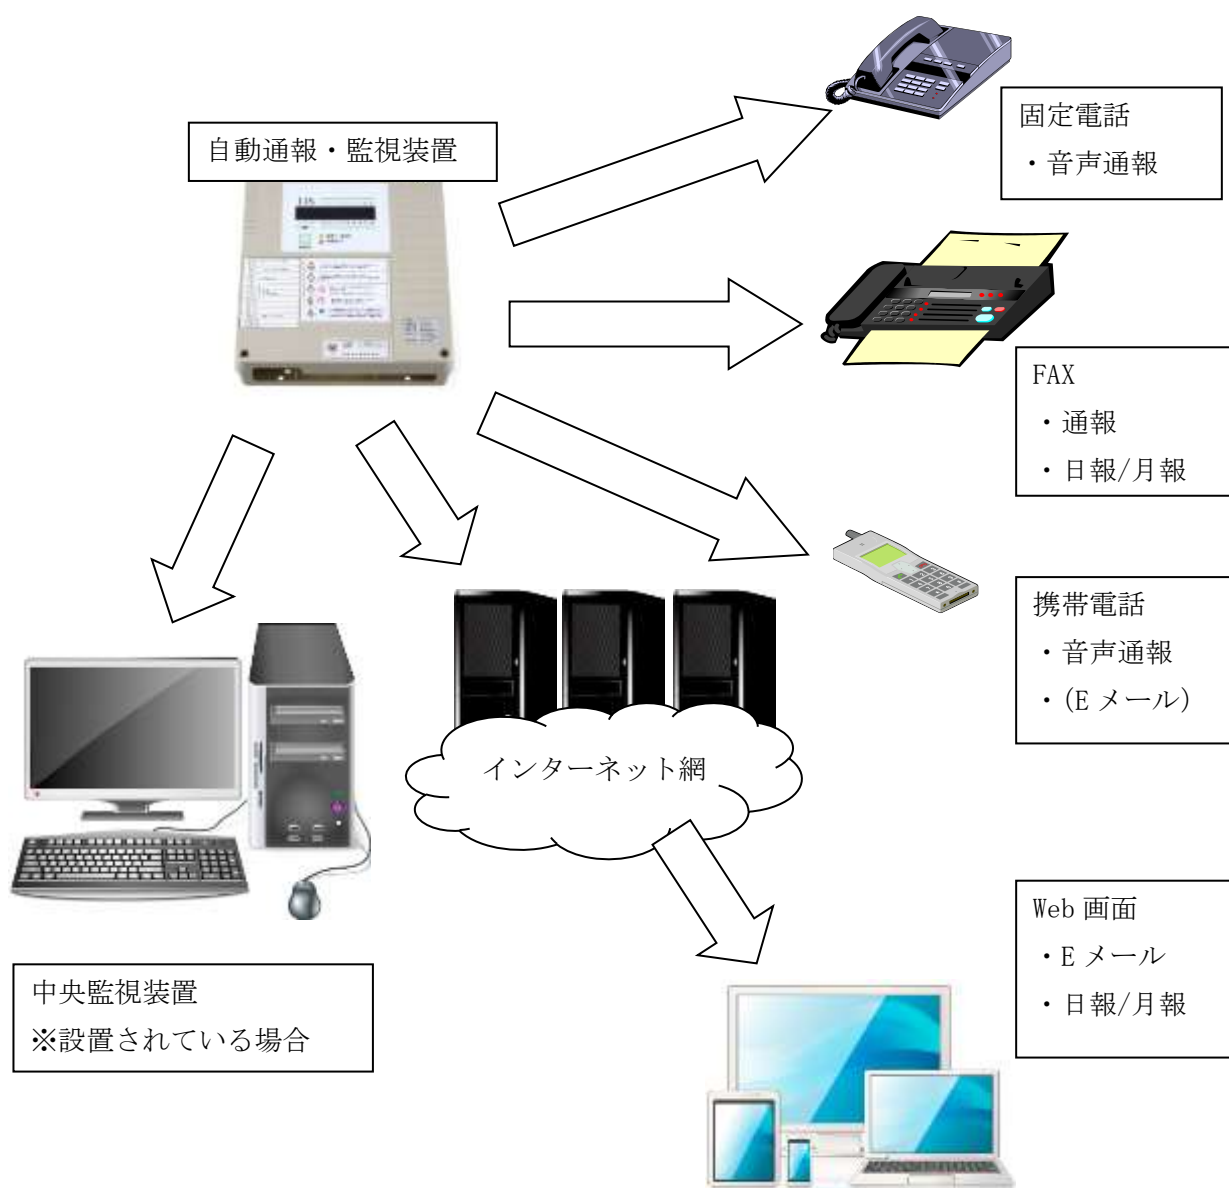 自動通報・監視装置
固定電話
・音声通報
FAX
・通報
・日報/月報
携帯電話
・音声通報
・(E メール)
インターネット網
Web 画面
・E メール
・日報/月報
中央監視装置
※設置されている場合